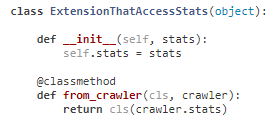 class ExtensionThatAccessStats(object):
def __init__(self, stats):
self.stats = stats
@classmethod
def from_crawler(cls, crawler):
return cls(crawler.stats)